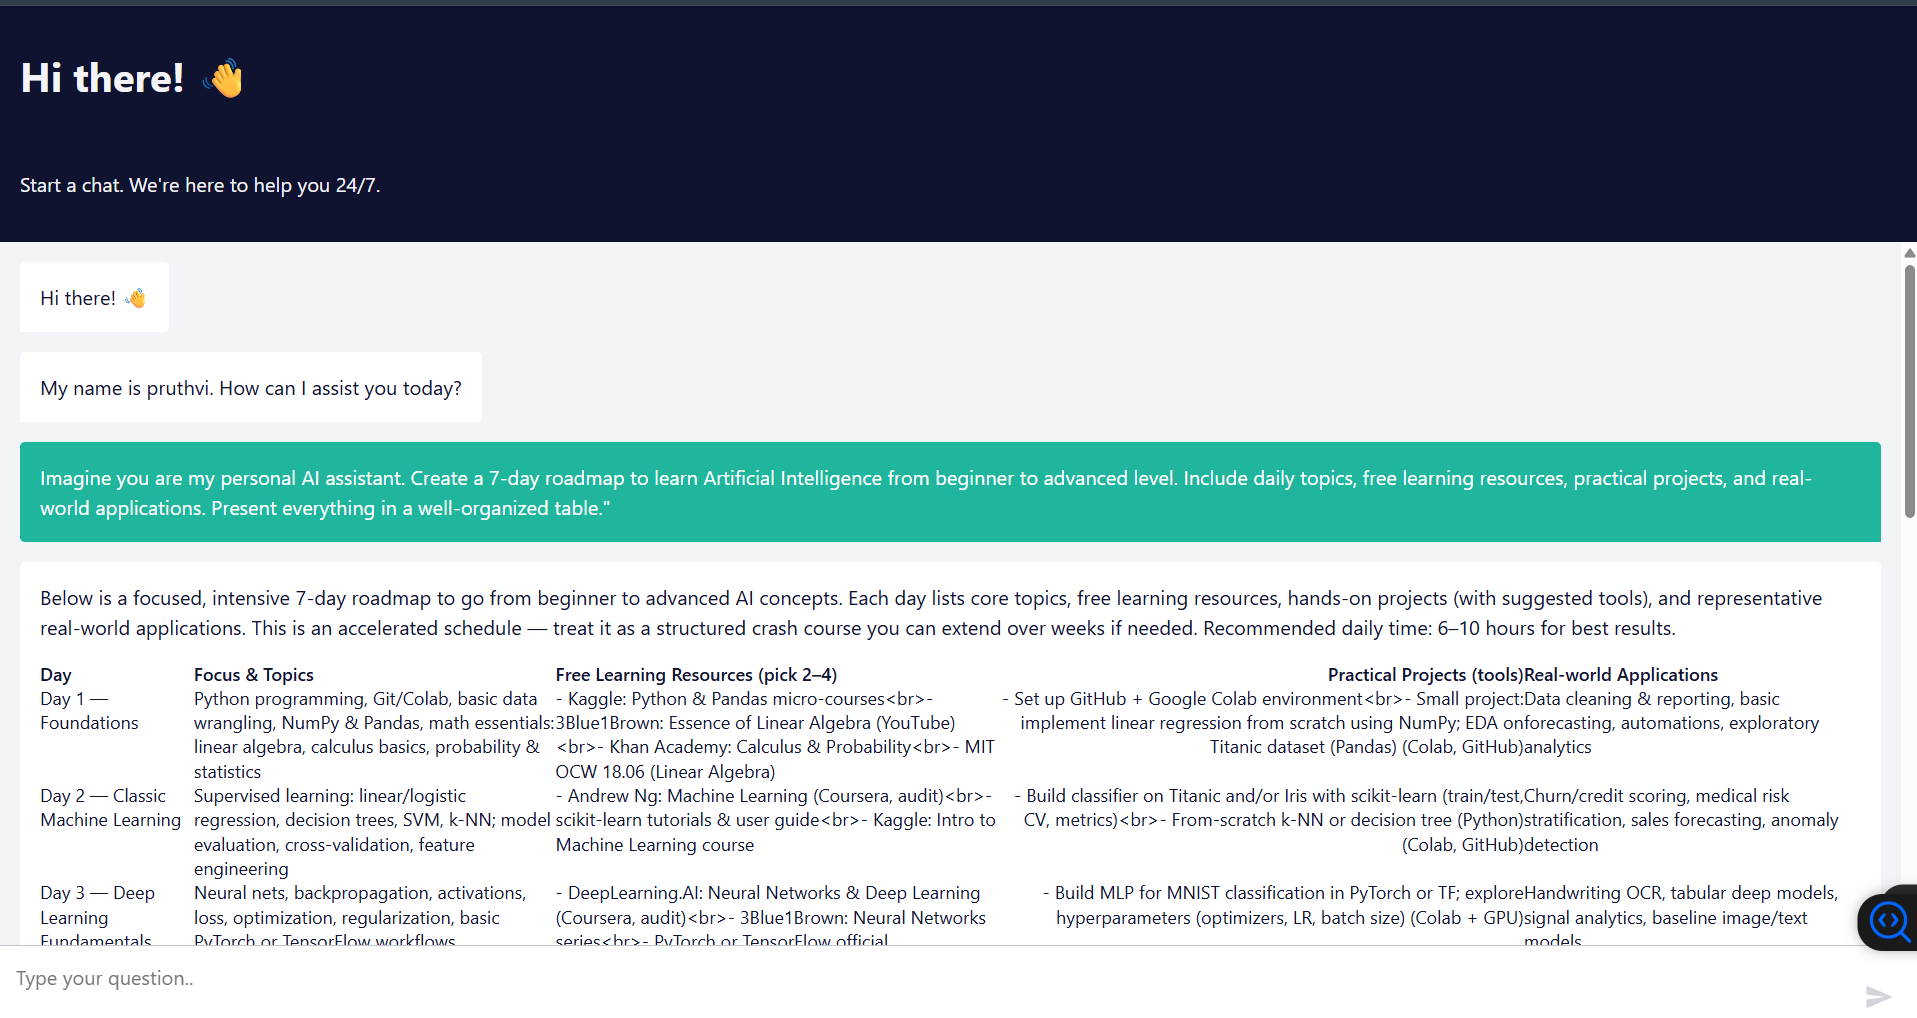 Hi there! 👋
Start a chat. We're here to help you 24/7.
Hi there! 👋
My name is pruthvi. How can I assist you today?
Imagine you are my personal AI assistant. Create a 7-day roadmap to learn Artificial Intelligence from beginner to advanced level. Include daily topics, free learning resources, practical projects, and real-
world applications. Present everything in a well-organized table."
Below is a focused, intensive 7-day roadmap to go from beginner to advanced AI concepts. Each day lists core topics, free learning resources, hands-on projects (with suggested tools), and representative
real-world applications. This is an accelerated schedule — treat it as a structured crash course you can extend over weeks if needed. Recommended daily time: 6–10 hours for best results.
Day
Focus & Topics
Free Learning Resources (pick 2–4)
Practical Projects (tools)
Real-world Applications
Day 1 —
Foundations
Python programming, Git/Colab, basic data
wrangling, NumPy & Pandas, math essentials:
linear algebra, calculus basics, probability &
statistics
- Kaggle: Python & Pandas micro-courses<br>-
3Blue1Brown: Essence of Linear Algebra (YouTube)
<br>- Khan Academy: Calculus & Probability<br>- MIT
OCW 18.06 (Linear Algebra)
- Set up GitHub + Google Colab environment<br>- Small project:
implement linear regression from scratch using NumPy; EDA on
Titanic dataset (Pandas) (Colab, GitHub)
Data cleaning & reporting, basic
forecasting, automations, exploratory
analytics
Day 2 — Classic
Machine Learning
Supervised learning: linear/logistic
regression, decision trees, SVM, k-NN; model
evaluation, cross-validation, feature
engineering
- Andrew Ng: Machine Learning (Coursera, audit)<br>-
scikit-learn tutorials & user guide<br>- Kaggle: Intro to
Machine Learning course
- Build classifier on Titanic and/or Iris with scikit-learn (train/test,
CV, metrics)<br>- From-scratch k-NN or decision tree (Python)
(Colab, GitHub)
Churn/credit scoring, medical risk
stratification, sales forecasting, anomaly
detection
Day 3 — Deep
Learning
Fundamentals
Neural nets, backpropagation, activations,
loss, optimization, regularization, basic
PyTorch or TensorFlow workflows
- DeepLearning.AI: Neural Networks & Deep Learning
(Coursera, audit)<br>- 3Blue1Brown: Neural Networks
series<br>- PyTorch or TensorFlow official
- Build MLP for MNIST classification in PyTorch or TF; explore
hyperparameters (optimizers, LR, batch size) (Colab + GPU)
Handwriting OCR, tabular deep models,
signal analytics, baseline image/text
models
Type your question..